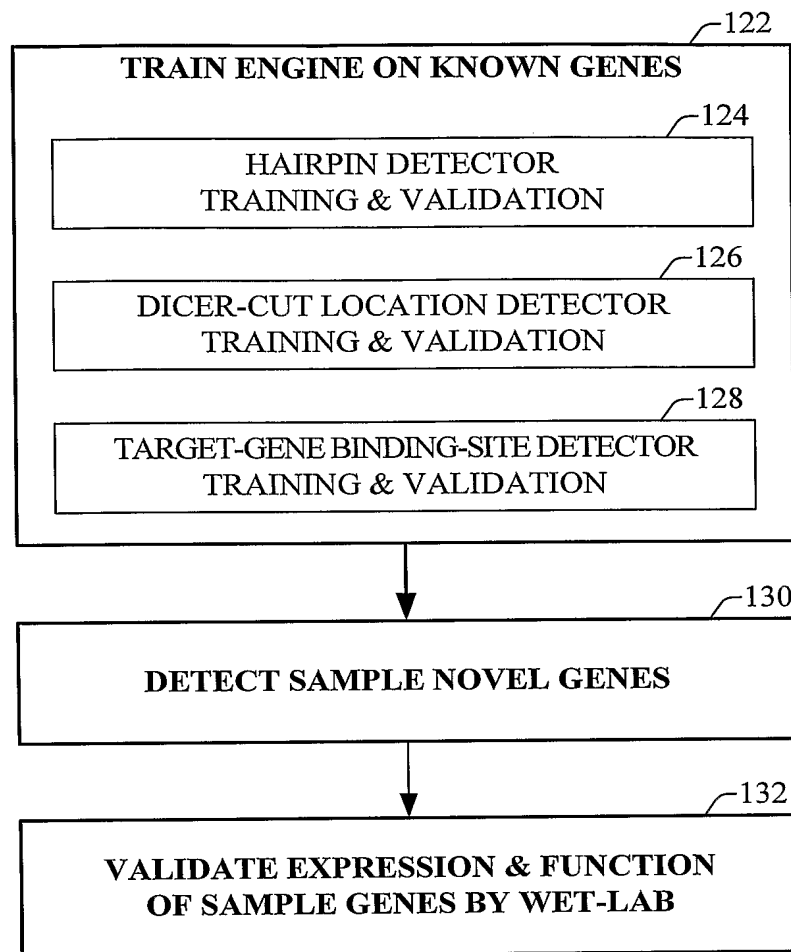 122
TRAIN ENGINE ON KNOWN GENES
124
HAIRPIN DETECTOR
TRAINING & VALIDATION
126
DICER-CUT LOCATION DETECTOR
TRAINING & VALIDATION
128
TARGET-GENE BINDING-SITE DETECTOR
TRAINING & VALIDATION
130
DETECT SAMPLE NOVEL GENES
132
VALIDATE EXPRESSION & FUNCTION
OF SAMPLE GENES BY WET-LAB